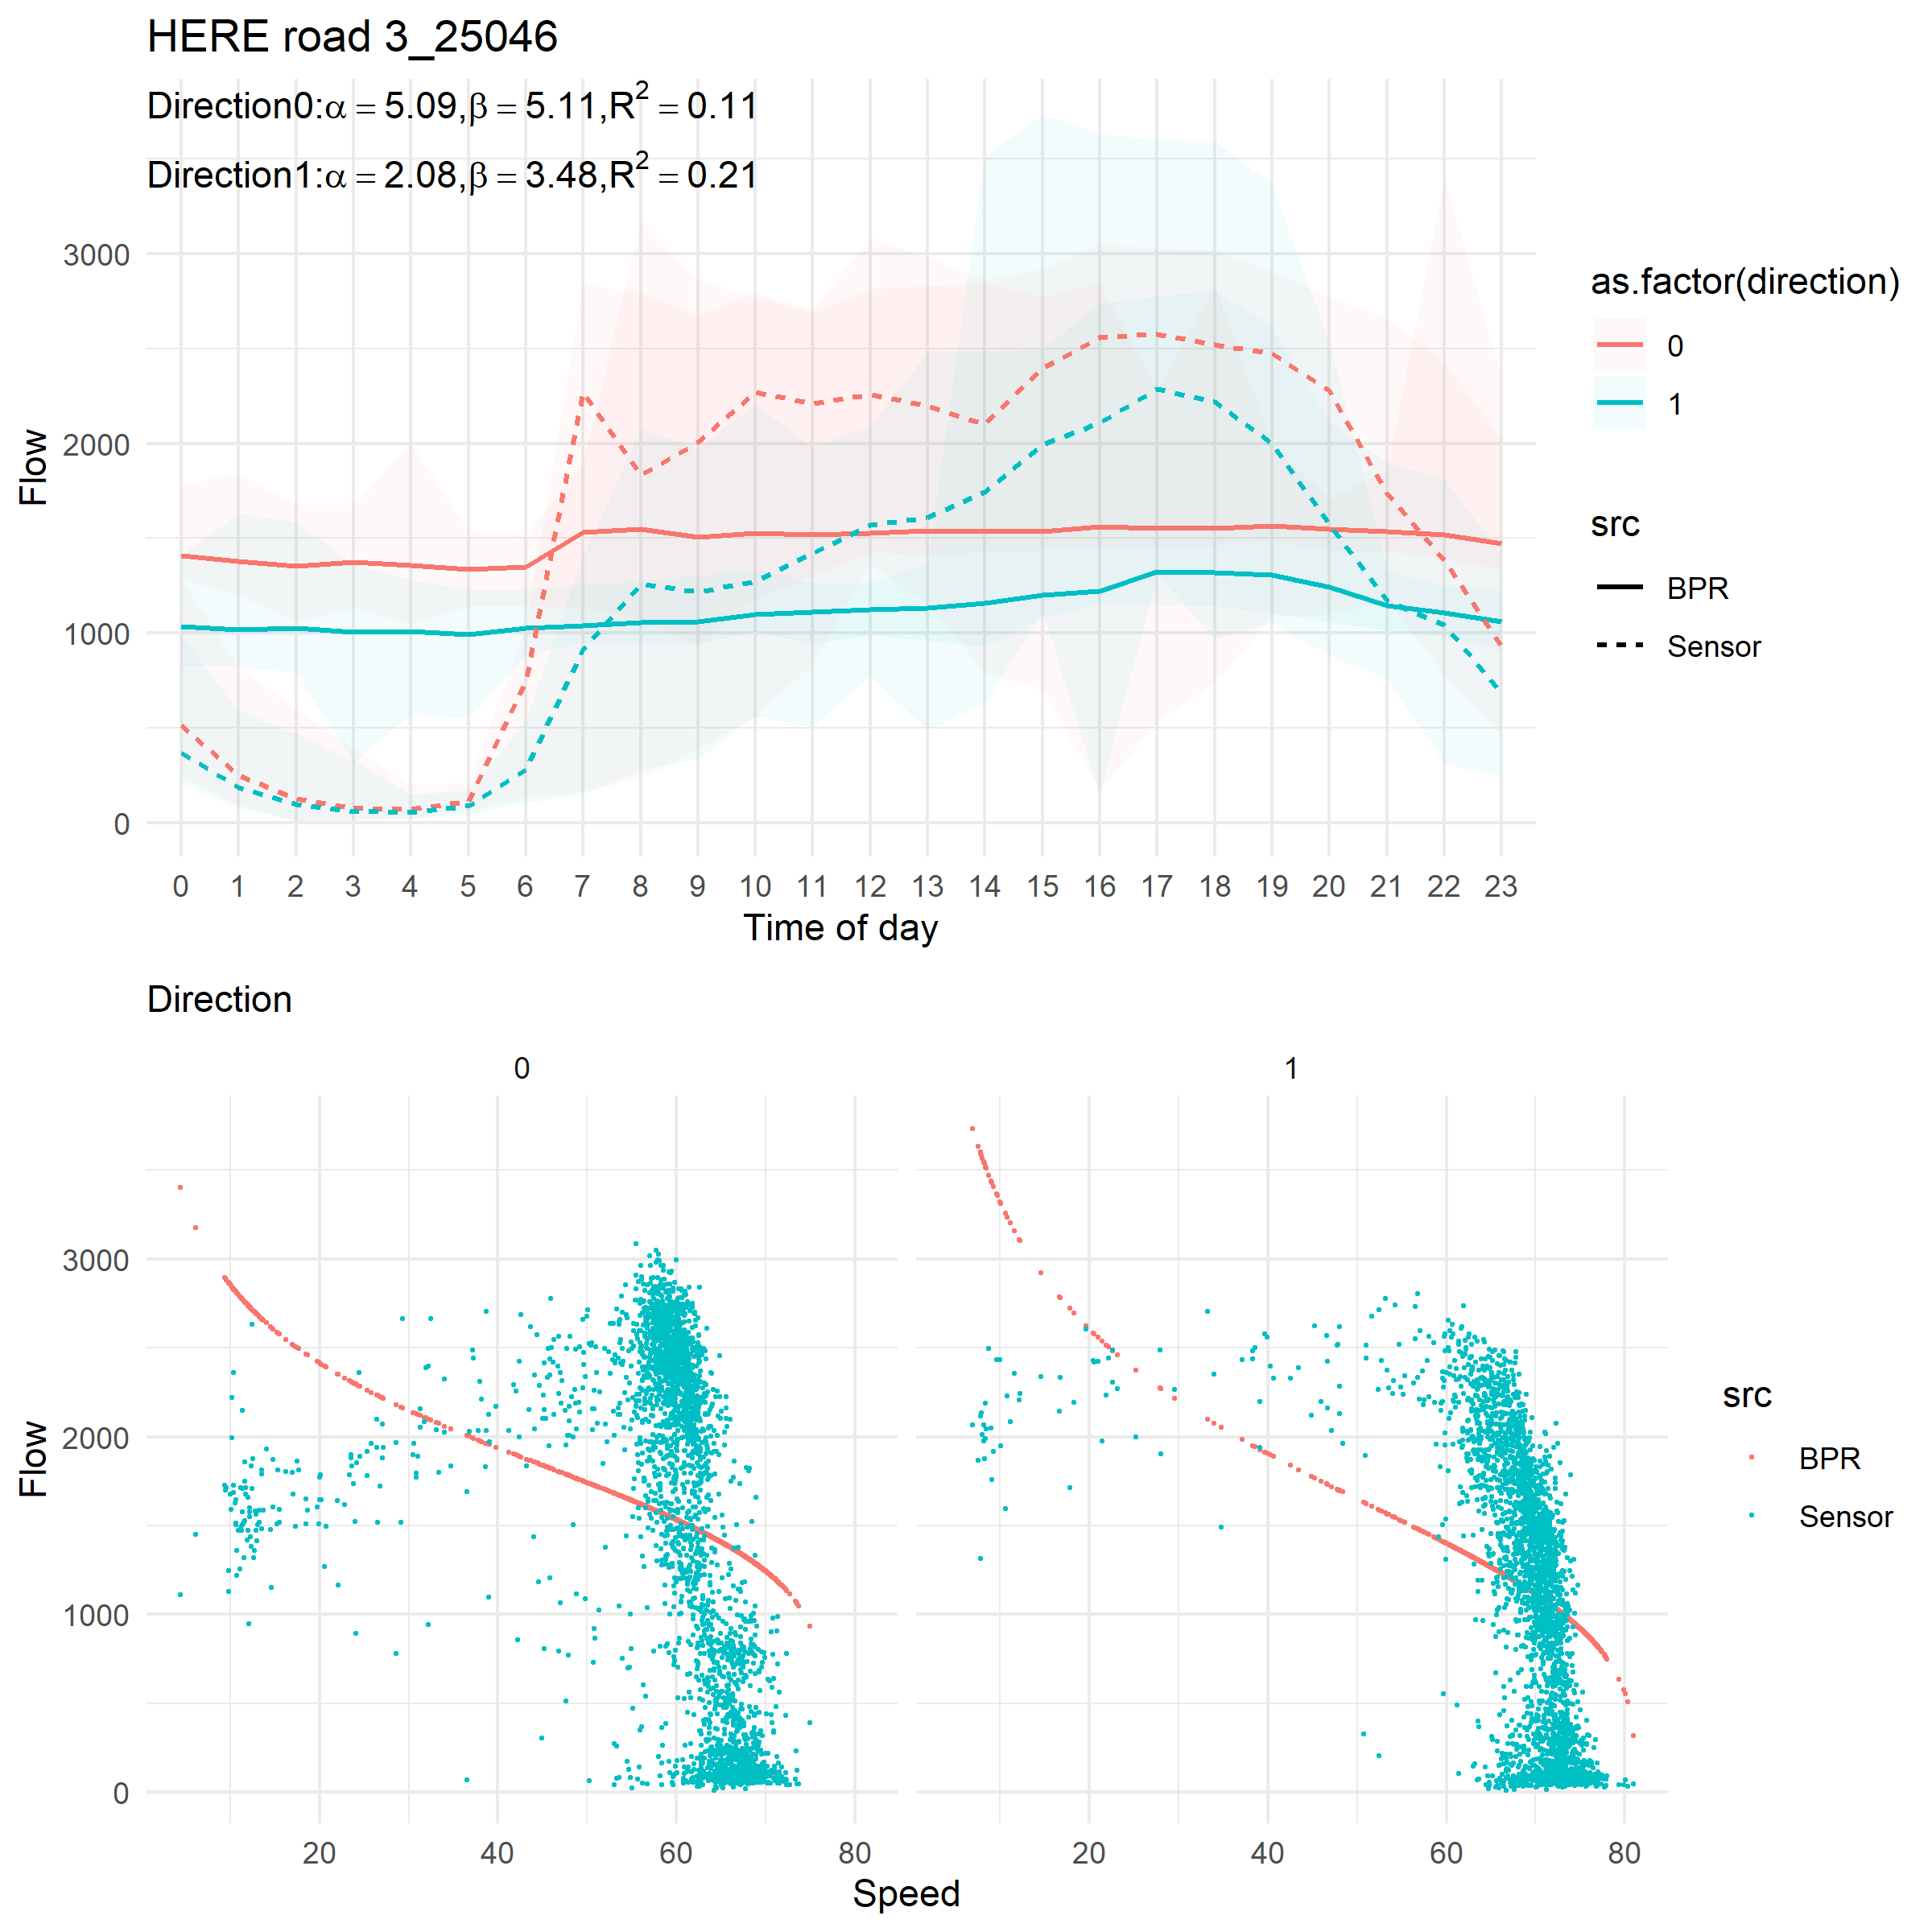 HERE road 3_25046
Direction0:α = 5.09,β = 5.11,R² = 0.11
Direction1:α = 2.08,β = 3.48,R² = 0.21
3000
2000
1000
0
Flow
0 1 2 3 4 5 6 7 8 9 10 11 12 13 14 15 16 17 18 19 20 21 22 23
Time of day
as.factor(direction)
0
1
src
BPR
Sensor
Direction
0 1
3000
2000
1000
0
Flow
20 40 60 80 20 40 60 80
Speed
src
BPR
Sensor